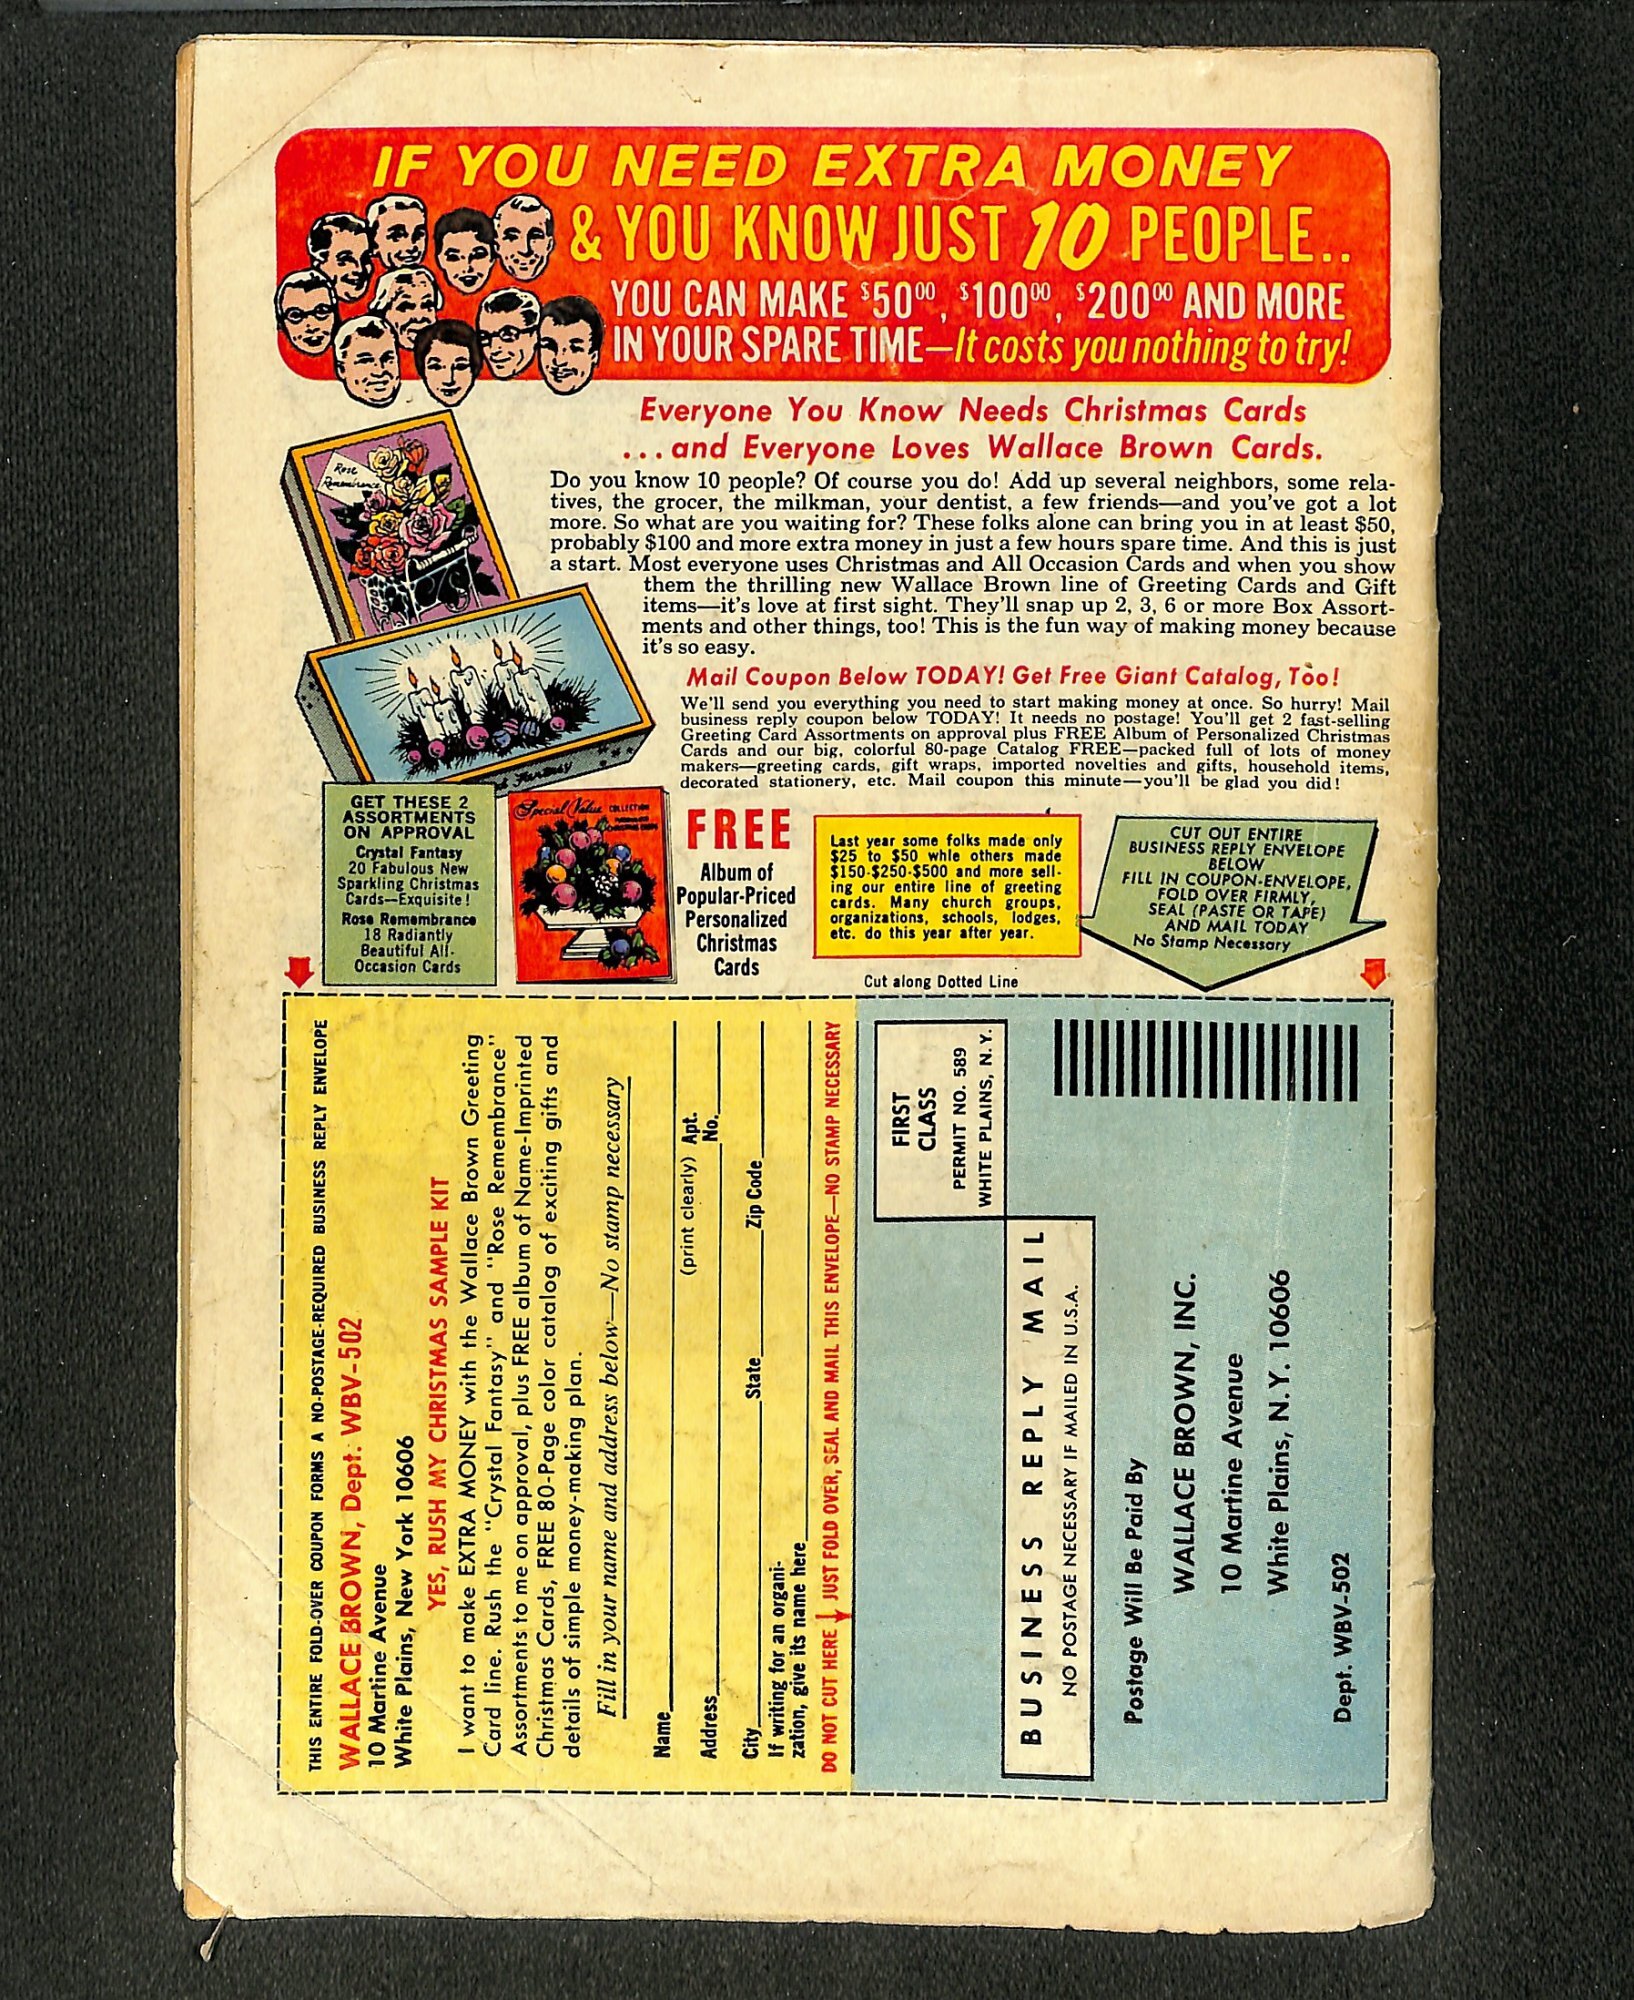 IF YOU NEED EXTRA MONEY
& YOU KNOW JUST 10 PEOPLE..
YOU CAN MAKE $5000, $10000, $20000 AND MORE
IN YOUR SPARE TIME—It costs you nothing to try!
Everyone You Know Needs Christmas Cards
...and Everyone Loves Wallace Brown Cards.
Rose
Remembrance
Do you know 10 people? Of course you do! Add up several neighbors, some rela-
tives, the grocer, the milkman, your dentist, a few friends—and you've got a lot
more. So what are you waiting for? These folks alone can bring you in at least $50,
probably $100 and more extra money in just a few hours spare time. And this is just
a start. Most everyone uses Christmas and All Occasion Cards and when you show
them the thrilling new Wallace Brown line of Greeting Cards and Gift
items—it's love at first sight. They'll snap up 2, 3, 6 or more Box Assort-
ments and other things, too! This is the fun way of making money because
it's so easy.
Mail Coupon Below TODAY! Get Free Giant Catalog, Too!
We'll send you everything you need to start making money at once. So hurry! Mail
business reply coupon below TODAY! It needs no postage! You'll get 2 fast-selling
Greeting Card Assortments on approval plus FREE Album of Personalized Christmas
Cards and our big, colorful 80-page Catalog FREE—packed full of lots of money
makers—greeting cards, gift wraps, imported novelties and gifts, household items,
decorated stationery, etc. Mail coupon this minute—you'll be glad you did!
Fantasy
GET THESE 2
ASSORTMENTS
ON APPROVAL
Crystal Fantasy
20 Fabulous New
Sparkling Christmas
Cards—Exquisite!
Rose Remembrance
18 Radiantly
Beautiful All-
Occasion Cards
Special Value COLLECTION
FREE
Album of
Popular-Priced
Personalized
Christmas
Cards
Last year some folks made only
$25 to $50 whle others made
$150-$250-$500 and more sell-
ing our entire line of greeting
cards. Many church groups,
organizations, schools, lodges,
etc. do this year after year.
CUT OUT ENTIRE
BUSINESS REPLY ENVELOPE
BELOW
FILL IN COUPON-ENVELOPE,
FOLD OVER FIRMLY,
SEAL (PASTE OR TAPE)
AND MAIL TODAY
No Stamp Necessary
Cut along Dotted Line
THIS ENTIRE FOLD-OVER COUPON FORMS A NO-POSTAGE-REQUIRED BUSINESS REPLY ENVELOPE
WALLACE BROWN, Dept. WBV-502
10 Martine Avenue
White Plains, New York 10606
YES, RUSH MY CHRISTMAS SAMPLE KIT
I want to make EXTRA MONEY with the Wallace Brown Greeting
Card line. Rush the "Crystal Fantasy" and "Rose Remembrance"
Assortments to me on approval, plus FREE album of Name-Imprinted
Christmas Cards, FREE 80-Page color catalog of exciting gifts and
details of simple money-making plan.
Fill in your name and address below—No stamp necessary
Name
(print clearly) Apt.
Address No.
City State Zip Code
If writing for an organi-
zation, give its name here
DO NOT CUT HERE JUST FOLD OVER, SEAL AND MAIL THIS ENVELOPE—NO STAMP NECESSARY
FIRST
CLASS
PERMIT NO. 589
WHITE PLAINS, N. Y.
BUSINESS REPLY MAIL
NO POSTAGE NECESSARY IF MAILED IN U.S.A.
Postage Will Be Paid By
WALLACE BROWN, INC.
10 Martine Avenue
White Plains, N. Y. 10606
Dept. WBV-502